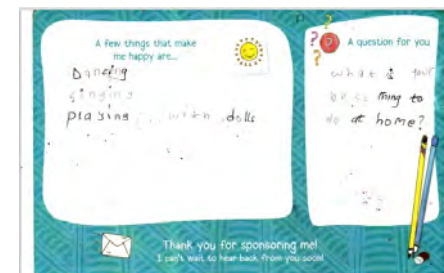 A few things that make
me happy are...
Dancing
singing
playing with dolls
A question for you
what is your
best thing to
do at home?
Thank you for sponsoring me!
I can't wait to hear back from you soon!